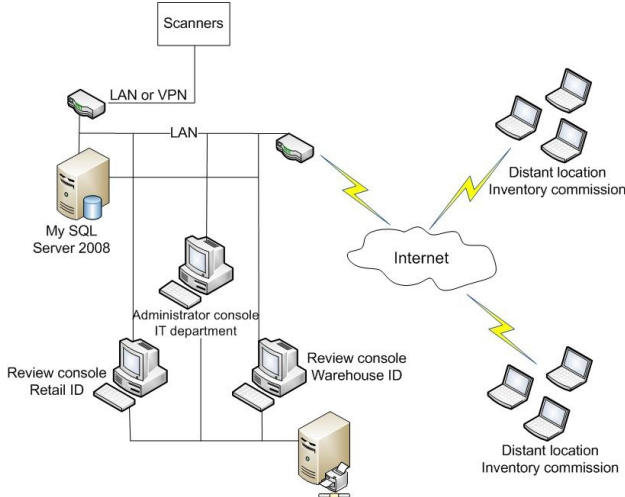 Scanners
LAN or VPN
LAN
My SQL
Server 2008
Distant location
Inventory commission
Internet
Administrator console
IT department
Review console
Retail ID
Review console
Warehouse ID
Distant location
Inventory commission